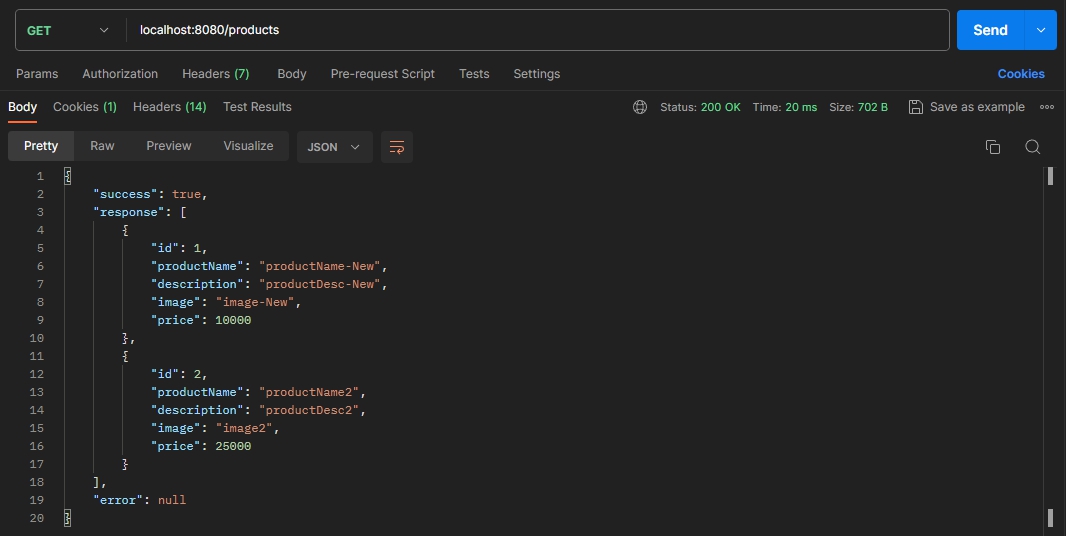 GET localhost:8080/products Send
Params Authorization Headers (7) Body Pre-request Script Tests Settings Cookies
Body Cookies (1) Headers (14) Test Results Status: 200 OK Time: 20 ms Size: 702 B Save as example
Pretty Raw Preview Visualize JSON
1 {
2 "success": true,
3 "response": [
4 {
5 "id": 1,
6 "productName": "productName-New",
7 "description": "productDesc-New",
8 "image": "image-New",
9 "price": 10000
10 },
11 {
12 "id": 2,
13 "productName": "productName2",
14 "description": "productDesc2",
15 "image": "image2",
16 "price": 25000
17 }
18 ],
19 "error": null
20 }